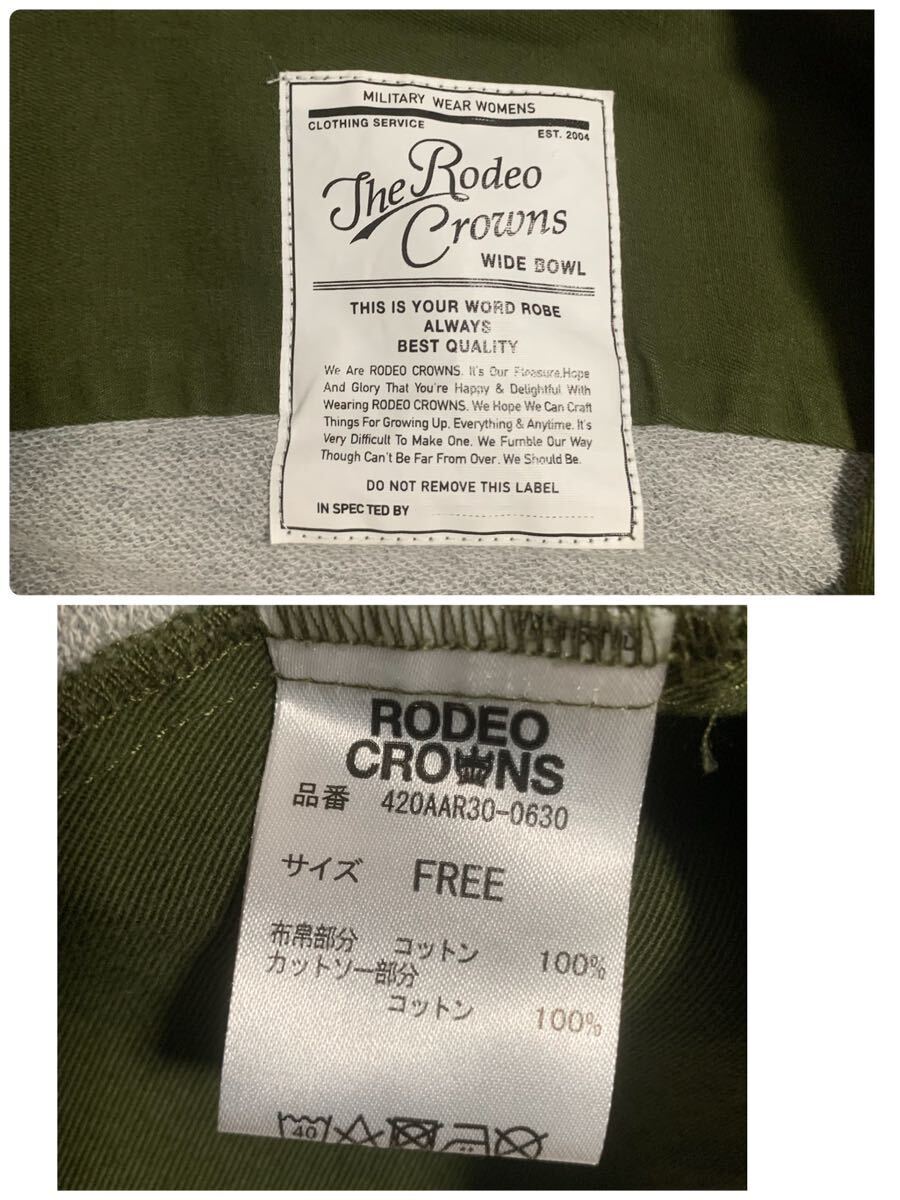 MILITARY WEAR WOMENS
CLOTHING SERVICE
EST. 2004
The Rodeo
Crowns
WIDE BOWL
THIS IS YOUR WORD ROBE
ALWAYS
BEST QUALITY
We Are RODEO CROWNS. It's Our Pleasure,Hope
And Glory That You're Happy & Delightful With
Wearing RODEO CROWNS. We Hope We Can Craft
Things For Growing Up. Everything & Anytime. It's
Very Difficult To Make One. We Fumble Our Way
Though Can't Be Far From Over. We Should Be.
DO NOT REMOVE THIS LABEL
IN SPEC TED BY
RODEO
CROWNS
品番 420AAR30-0630
サイズ FREE
布帛部分 コットン 100%
カットソー部分
コットン 100%
40